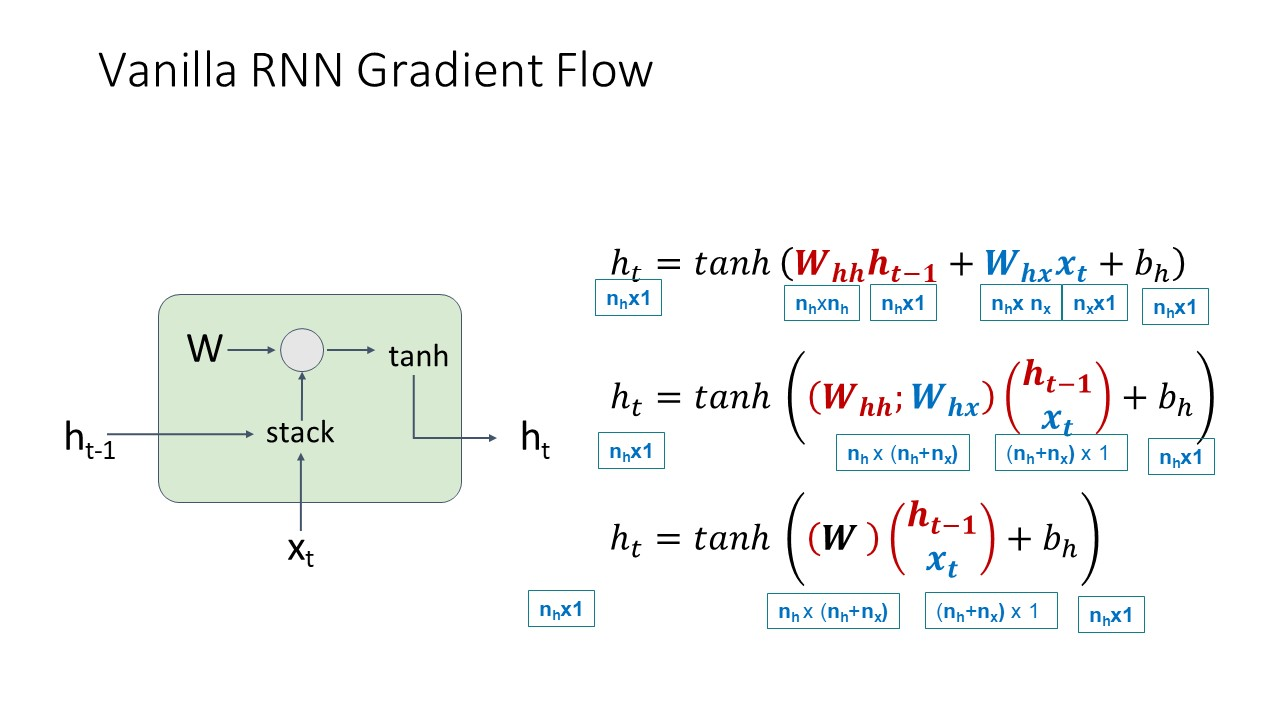 Vanilla RNN Gradient Flow
h_t = tanh (W_hh h_{t−1} + W_hx x_t + b_h)
n_hx1 n_hxn_h n_hx1 n_hx n_x n_xx1 n_hx1
h_t = tanh ((W_hh; W_hx) (h_{t−1} x_t) + b_h)
n_hx1 n_h x (n_h+n_x) (n_h+n_x) x 1 n_hx1
h_t = tanh ((W) (h_{t−1} x_t) + b_h)
n_hx1 n_h x (n_h+n_x) (n_h+n_x) x 1 n_hx1
W tanh
h_{t-1} stack h_t
x_t